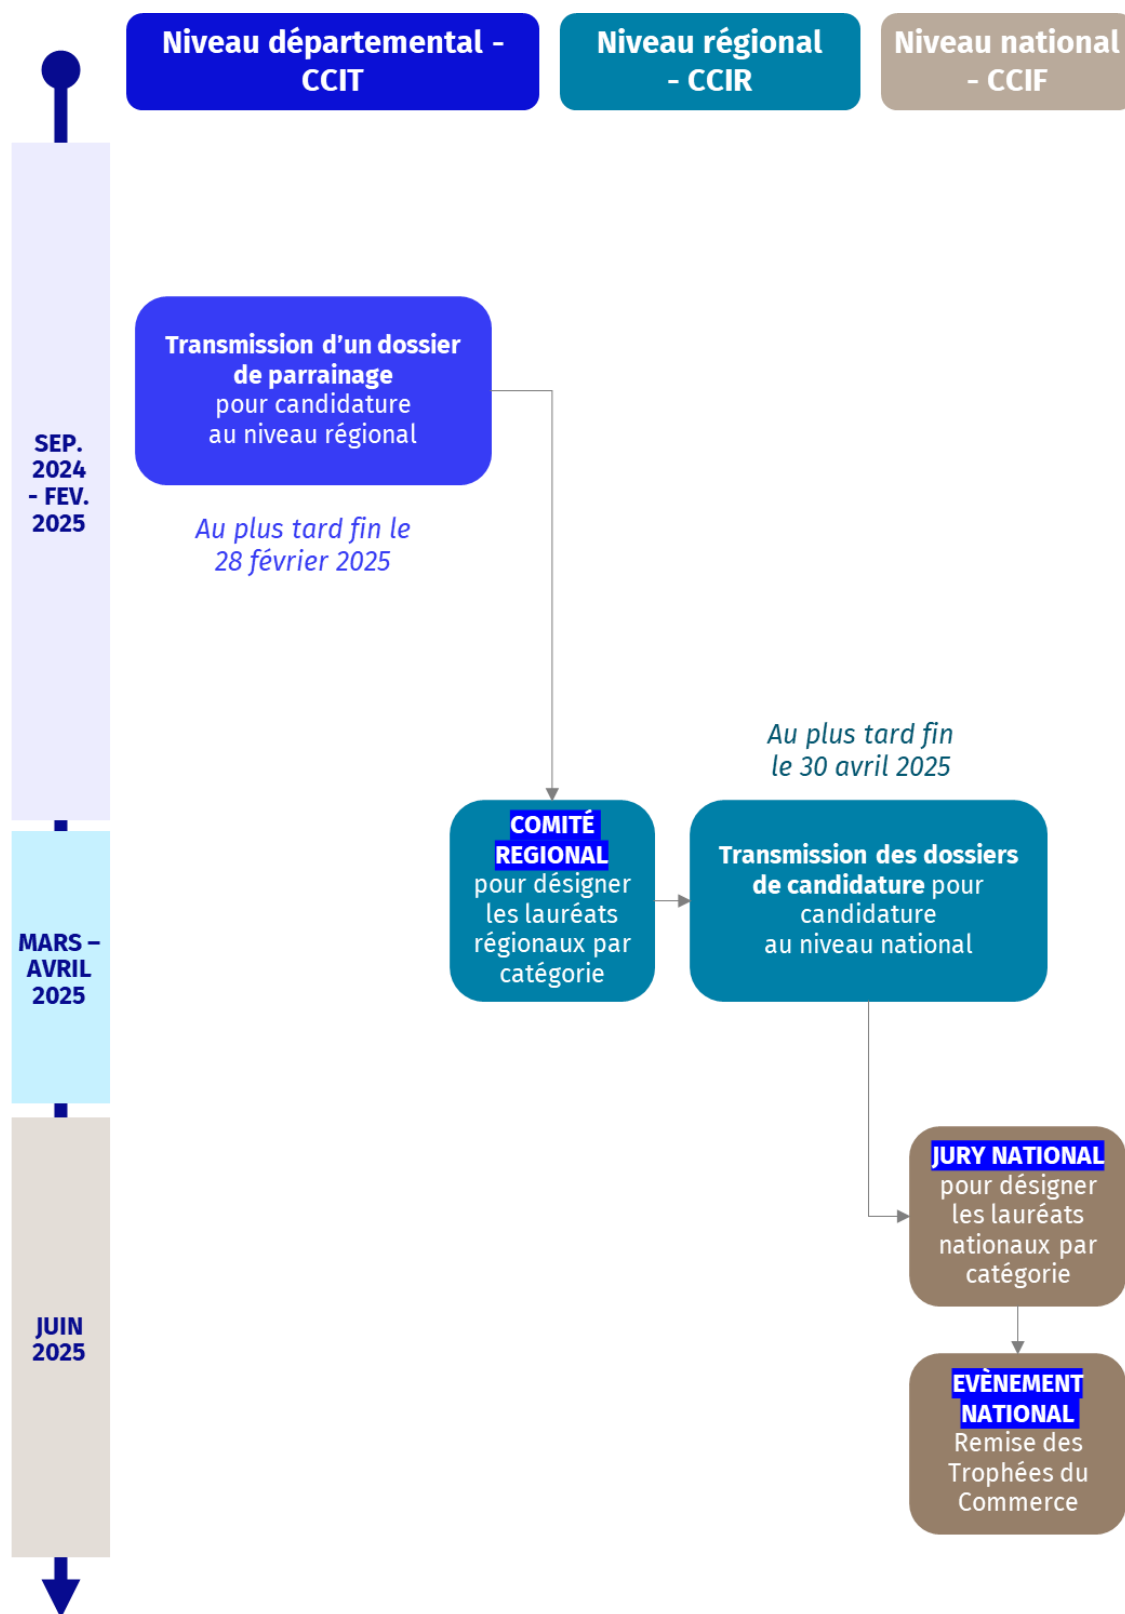 Niveau départemental -
CCIT
Niveau régional
- CCIR
Niveau national
- CCIF
SEP.
2024
- FEV.
2025
Transmission d’un dossier
de parrainage
pour candidature
au niveau régional
Au plus tard fin le
28 février 2025
Au plus tard fin
le 30 avril 2025
MARS –
AVRIL
2025
COMITÉ
REGIONAL
pour désigner
les lauréats
régionaux par
catégorie
Transmission des dossiers
de candidature pour
candidature
au niveau national
JUIN
2025
JURY NATIONAL
pour désigner
les lauréats
nationaux par
catégorie
EVÈNEMENT
NATIONAL
Remise des
Trophées du
Commerce